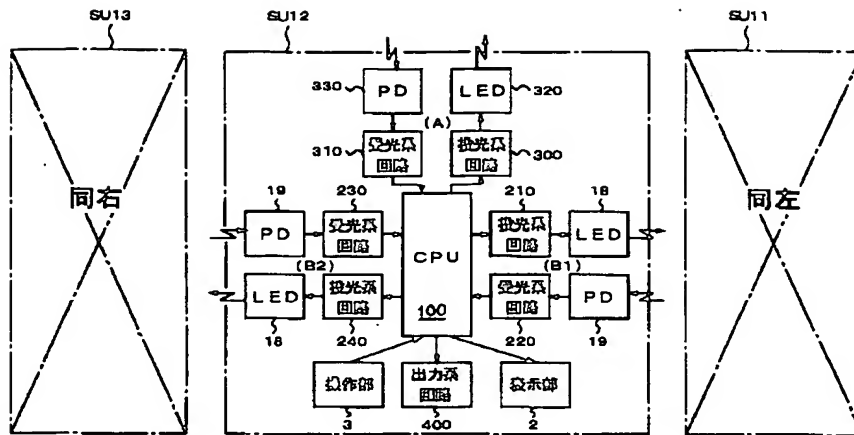 SU13
SU12
SU11
330
PD
LED
320
(A)
310
受光系
回路
投光系
回路
300
同右
同左
19
230
210
18
PD
受光系
回路
CPU
投光系
回路
LED
(B2)
(B1)
LED
投光系
回路
100
受光系
回路
PD
18
240
220
19
操作部
出力系
回路
表示部
3
400
2